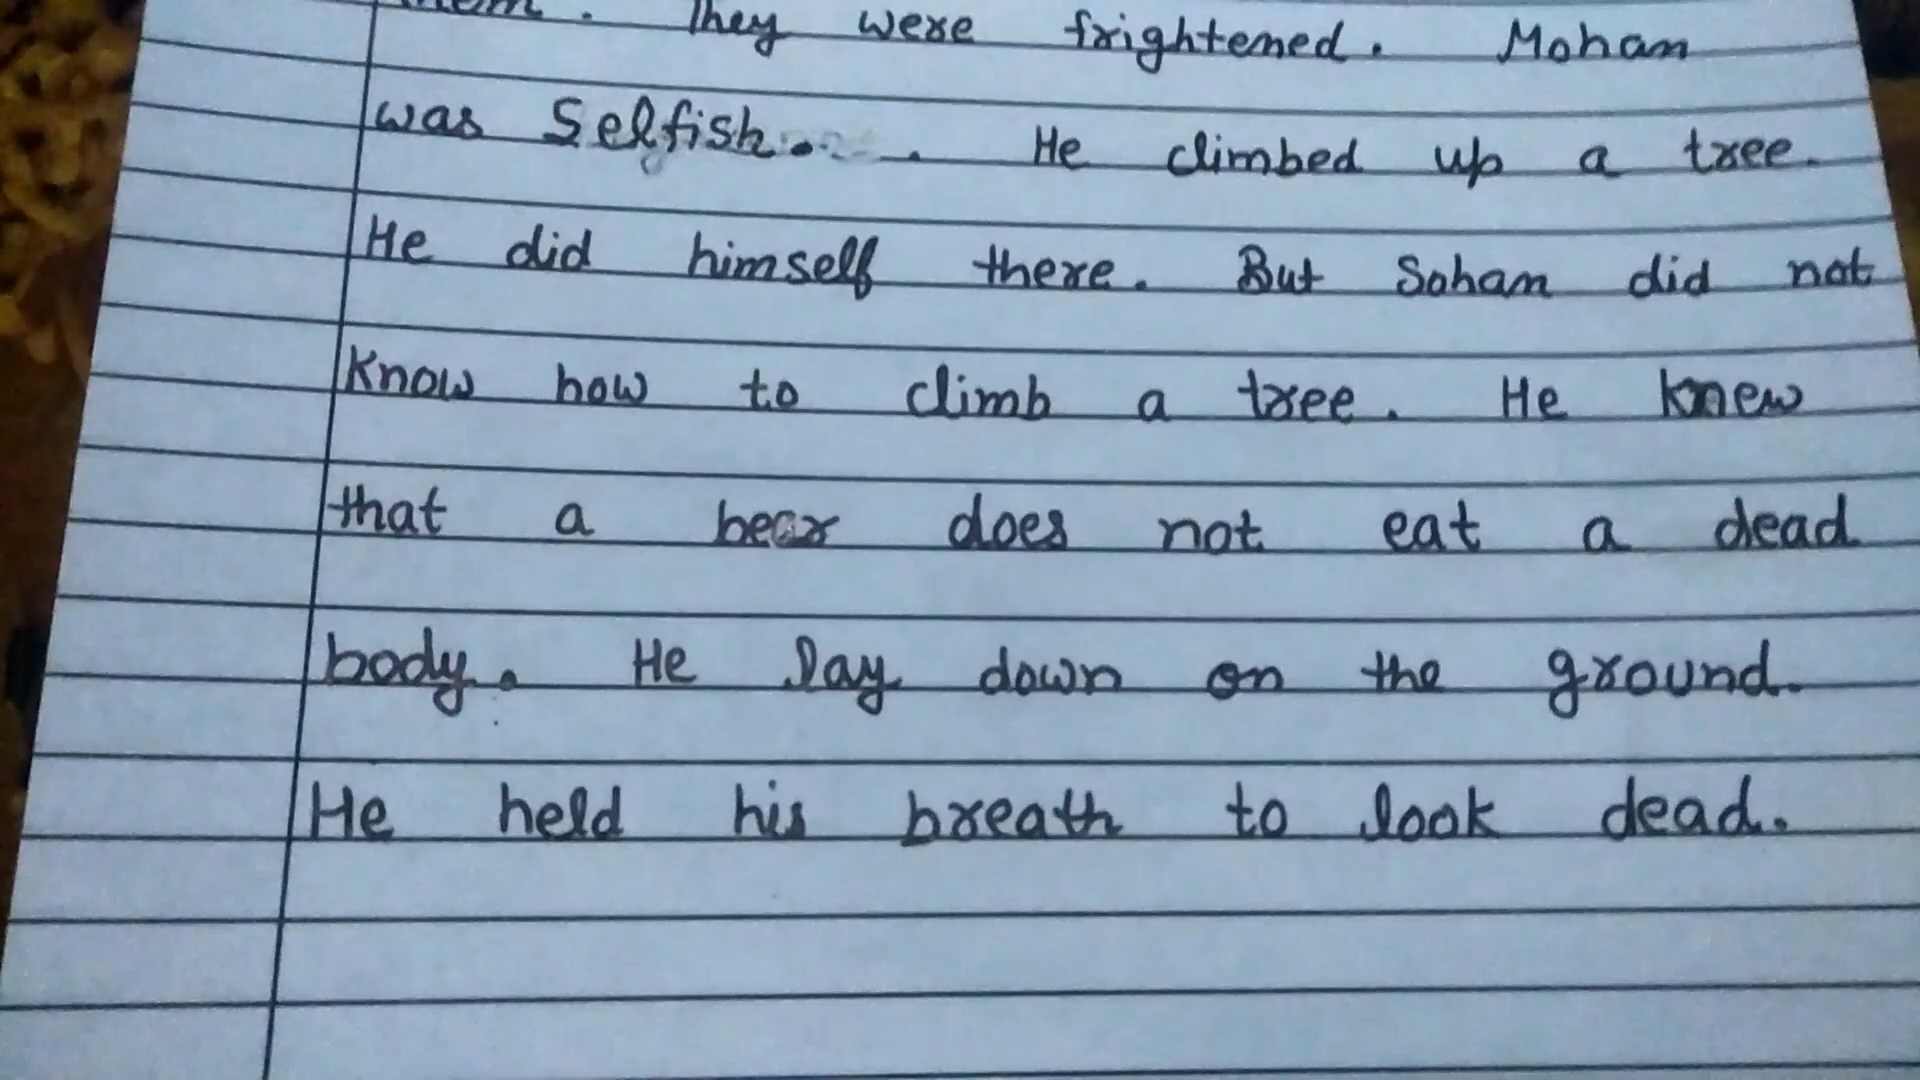 them. They were frightened. Mohan
was Selfish. . He climbed up a tree.
He did himself there. But Sohan did not
Know how to climb a tree. He knew
that a bear does not eat a dead
body. He lay down on the ground.
He held his breath to look dead.